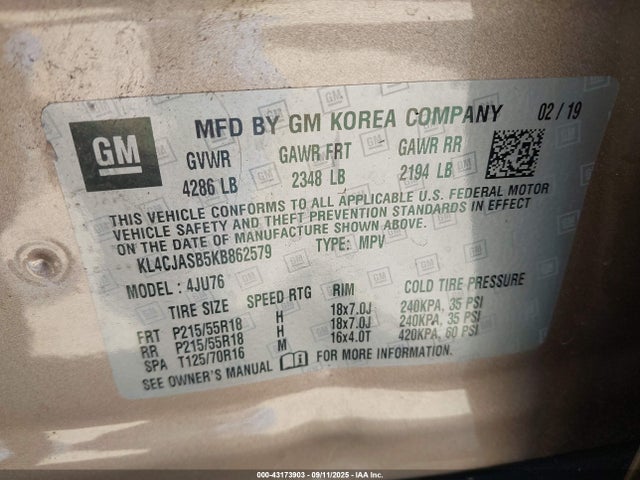 GM
MFD BY GM KOREA COMPANY 02 / 19
GVWR GAWR FRT GAWR RR
4286 LB 2348 LB 2194 LB
THIS VEHICLE CONFORMS TO ALL APPLICABLE U.S. FEDERAL MOTOR
VEHICLE SAFETY AND THEFT PREVENTION STANDARDS IN EFFECT
ON THE DATE OF MANUFACTURE SHOWN ABOVE.
KL4CJASB5KB862579 TYPE: MPV
MODEL : 4JU76
TIRE SIZE SPEED RTG RIM COLD TIRE PRESSURE
FRT P215/55R18 H 18x7.0J 240KPA, 35 PSI
RR P215/55R18 H 18x7.0J 240KPA, 35 PSI
SPA T125/70R16 M 16x4.0T 420KPA, 60 PSI
SEE OWNER'S MANUAL FOR MORE INFORMATION.
000-43173903 - 09/11/2025 - Copyright IAA, Inc.